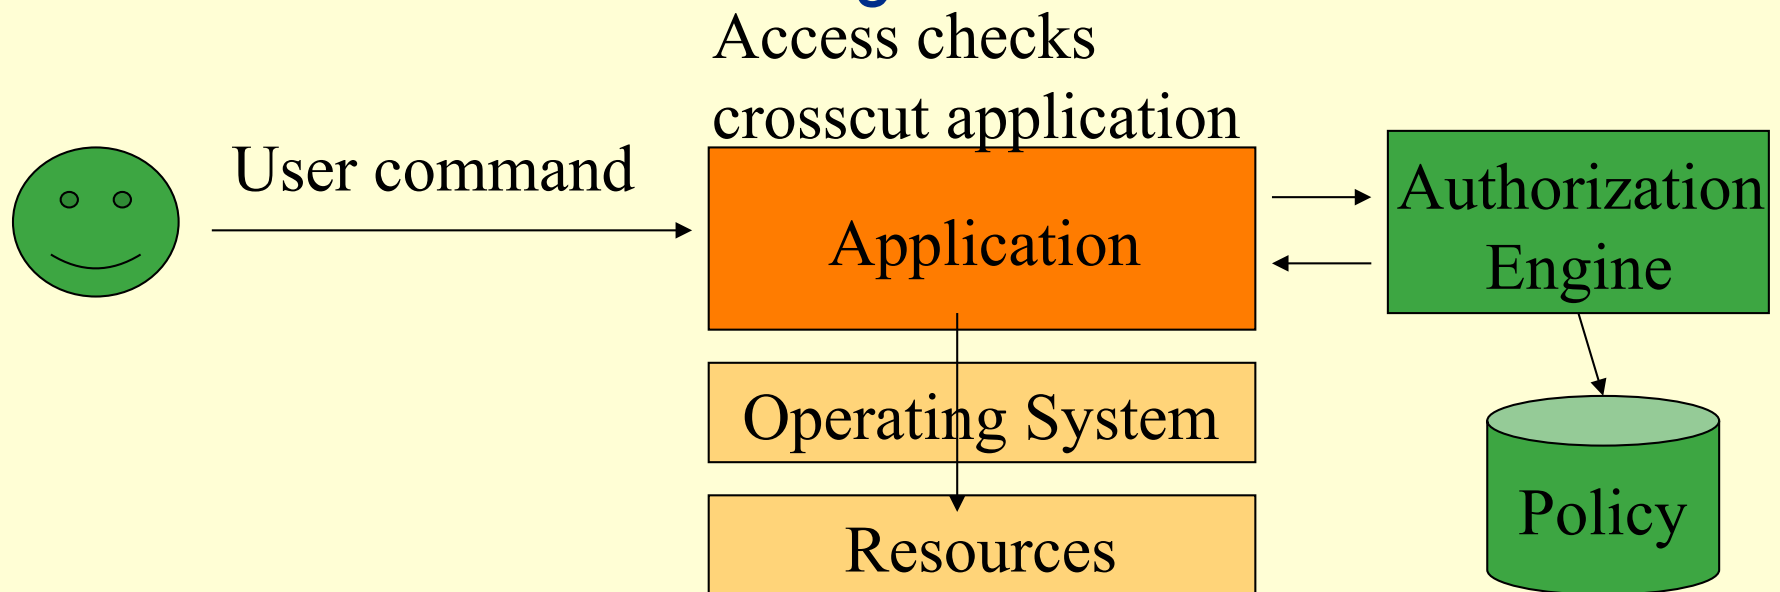 Access checks
crosscut application
User command
Application
Authorization
Engine
Operating System
Policy
Resources